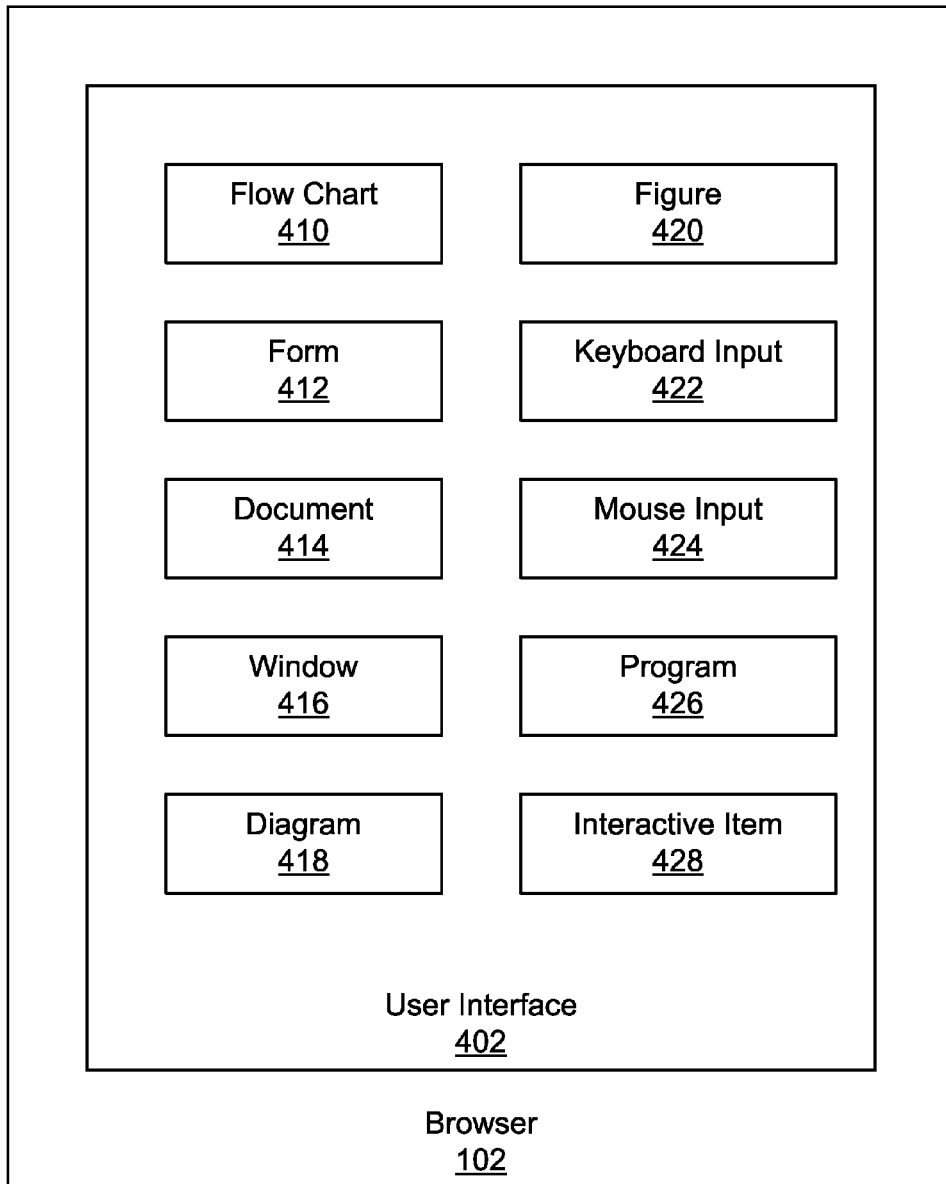 Flow Chart
410
Figure
420
Form
412
Keyboard Input
422
Document
414
Mouse Input
424
Window
416
Program
426
Diagram
418
Interactive Item
428
User Interface
402
Browser
102